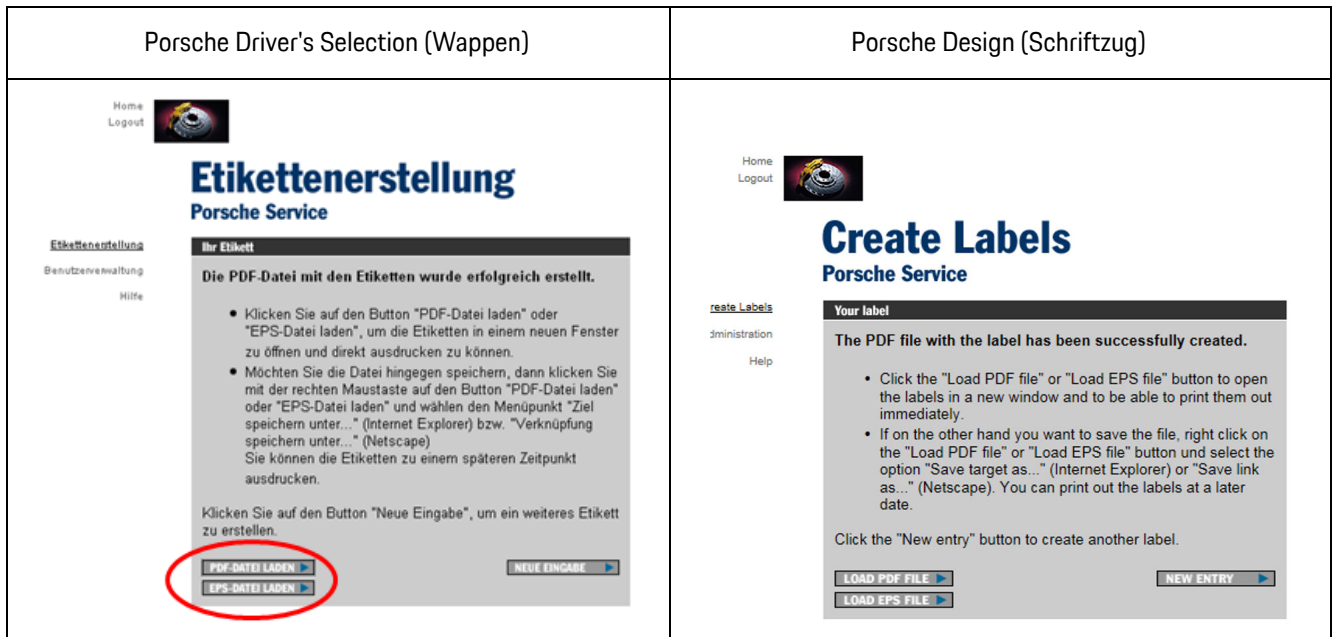 Porsche Driver's Selection (Wappen)
Home
Logout
Etikettenerstellung
Porsche Service
Etikettenerstellung
Benutzerverwaltung
Hilfe
Ihr Etikett
Die PDF-Datei mit den Etiketten wurde erfolgreich erstellt.
• Klicken Sie auf den Button "PDF-Datei laden" oder
"EPS-Datei laden", um die Etiketten in einem neuen Fenster
zu öffnen und direkt ausdrucken zu können.
• Möchten Sie die Datei hingegen speichern, dann klicken Sie
mit der rechten Maustaste auf den Button "PDF-Datei laden"
oder "EPS-Datei laden" und wählen den Menüpunkt "Ziel
speichern unter..." (Internet Explorer) bzw. "Verknüpfung
speichern unter..." (Netscape)
Sie können die Etiketten zu einem späteren Zeitpunkt
ausdrucken.
Klicken Sie auf den Button "Neue Eingabe", um ein weiteres Etikett
zu erstellen.
PDF-DATEI LADEN
NEUE EINGABE
EPS-DATEI LADEN
Porsche Design (Schriftzug)
Home
Logout
Create Labels
Porsche Service
reate Labels
dministration
Help
Your label
The PDF file with the label has been successfully created.
• Click the "Load PDF file" or "Load EPS file" button to open
the labels in a new window and to be able to print them out
immediately.
• If on the other hand you want to save the file, right click on
the "Load PDF file" or "Load EPS file" button und select the
option "Save target as..." (Internet Explorer) or "Save link
as..." (Netscape). You can print out the labels at a later
date.
Click the "New entry" button to create another label.
LOAD PDF FILE
NEW ENTRY
LOAD EPS FILE